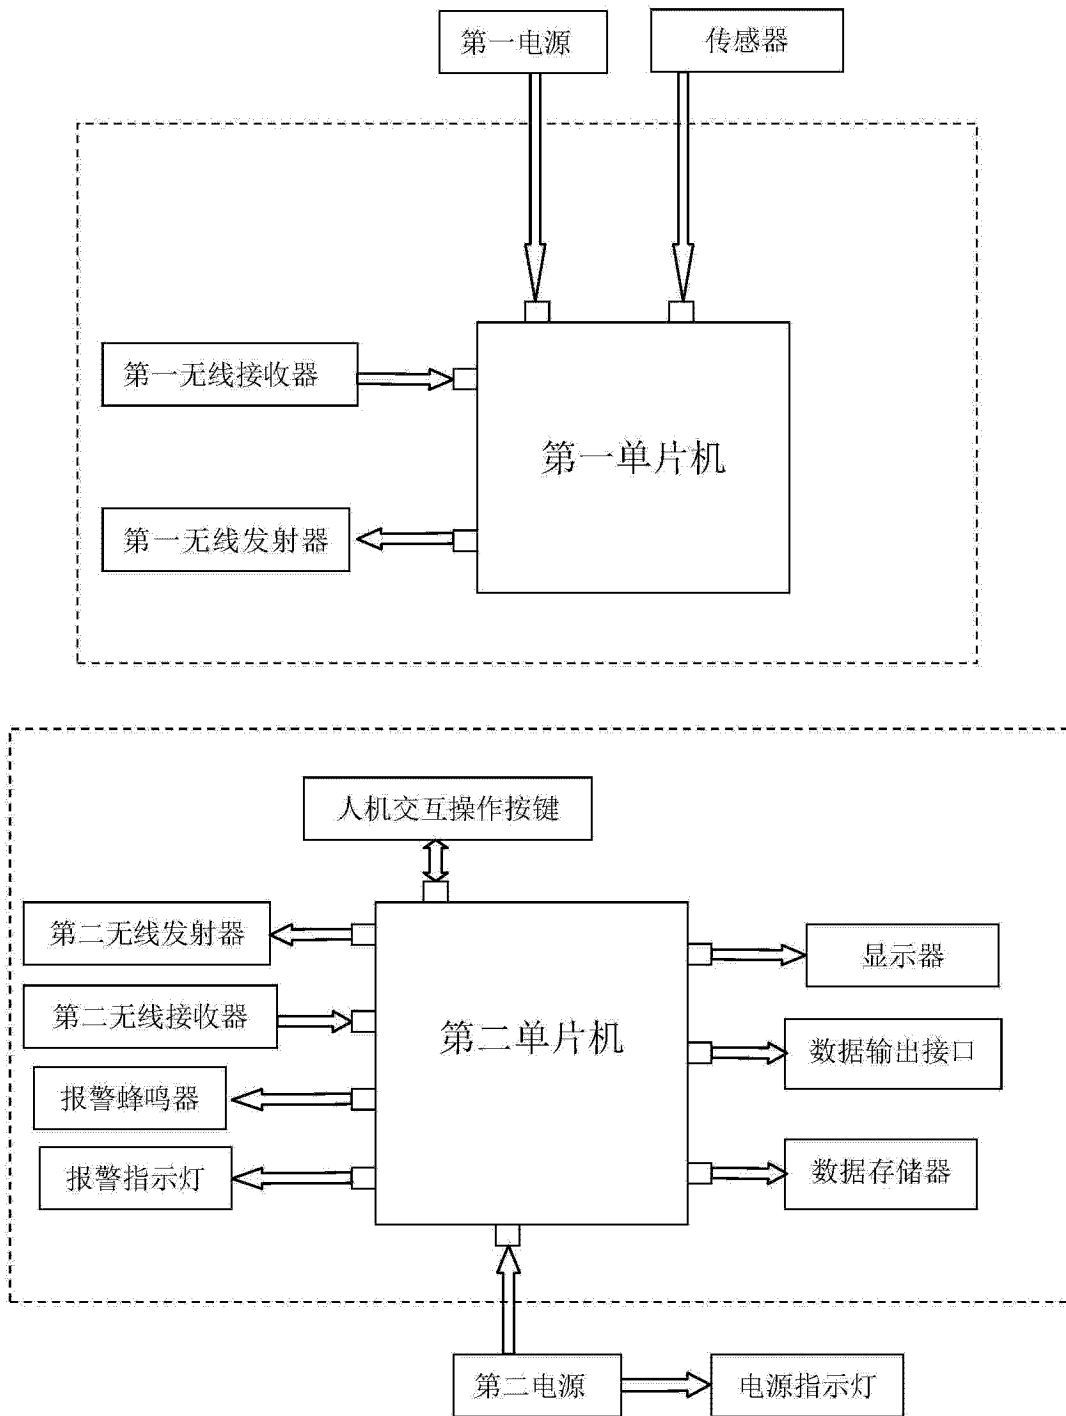 第一电源
传感器
第一无线接收器
第一单片机
第一无线发射器
人机交互操作按键
第二无线发射器
显示器
第二无线接收器
第二单片机
数据输出接口
报警蜂鸣器
报警指示灯
数据存储器
第二电源
电源指示灯